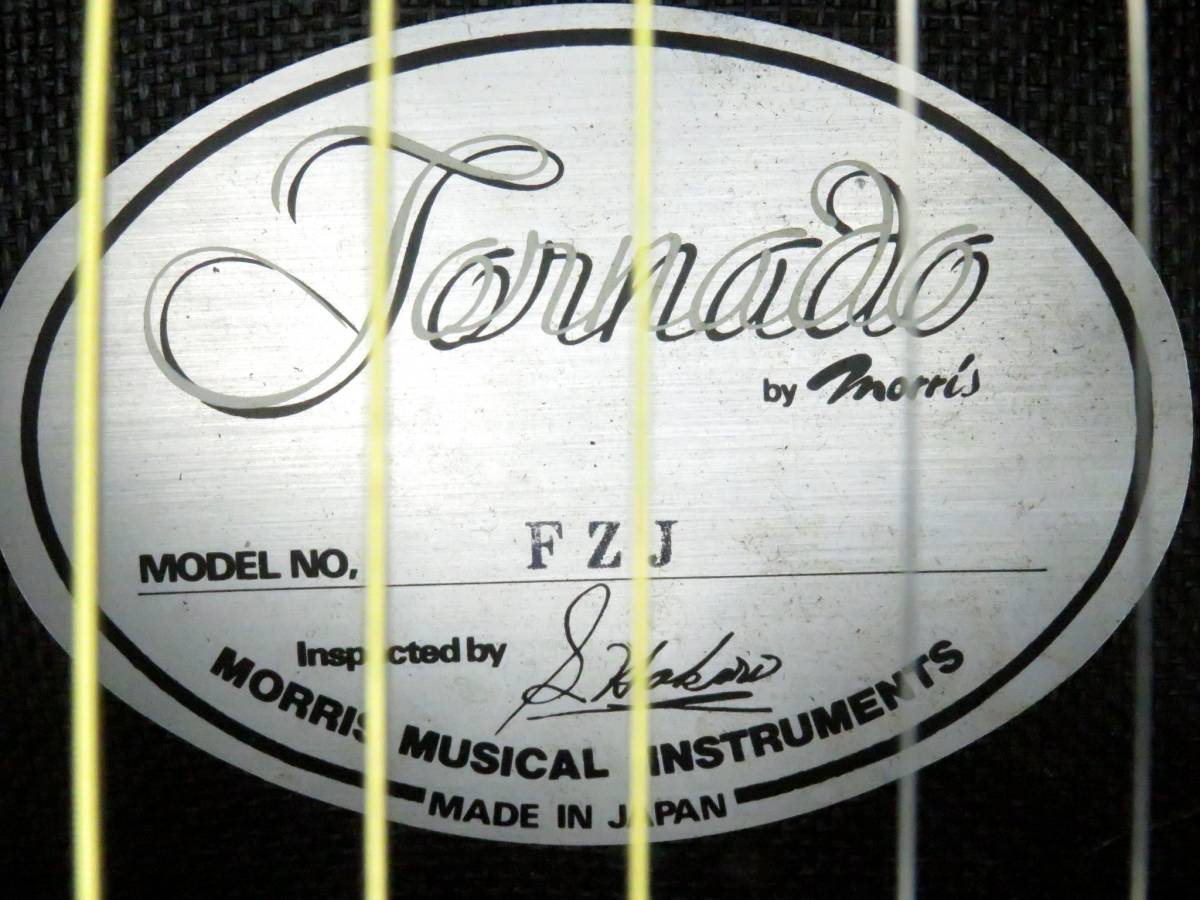 Tornado
by Morris
MODEL NO, FZJ
Inspected by
MORRIS MUSICAL INSTRUMENTS
MADE IN JAPAN